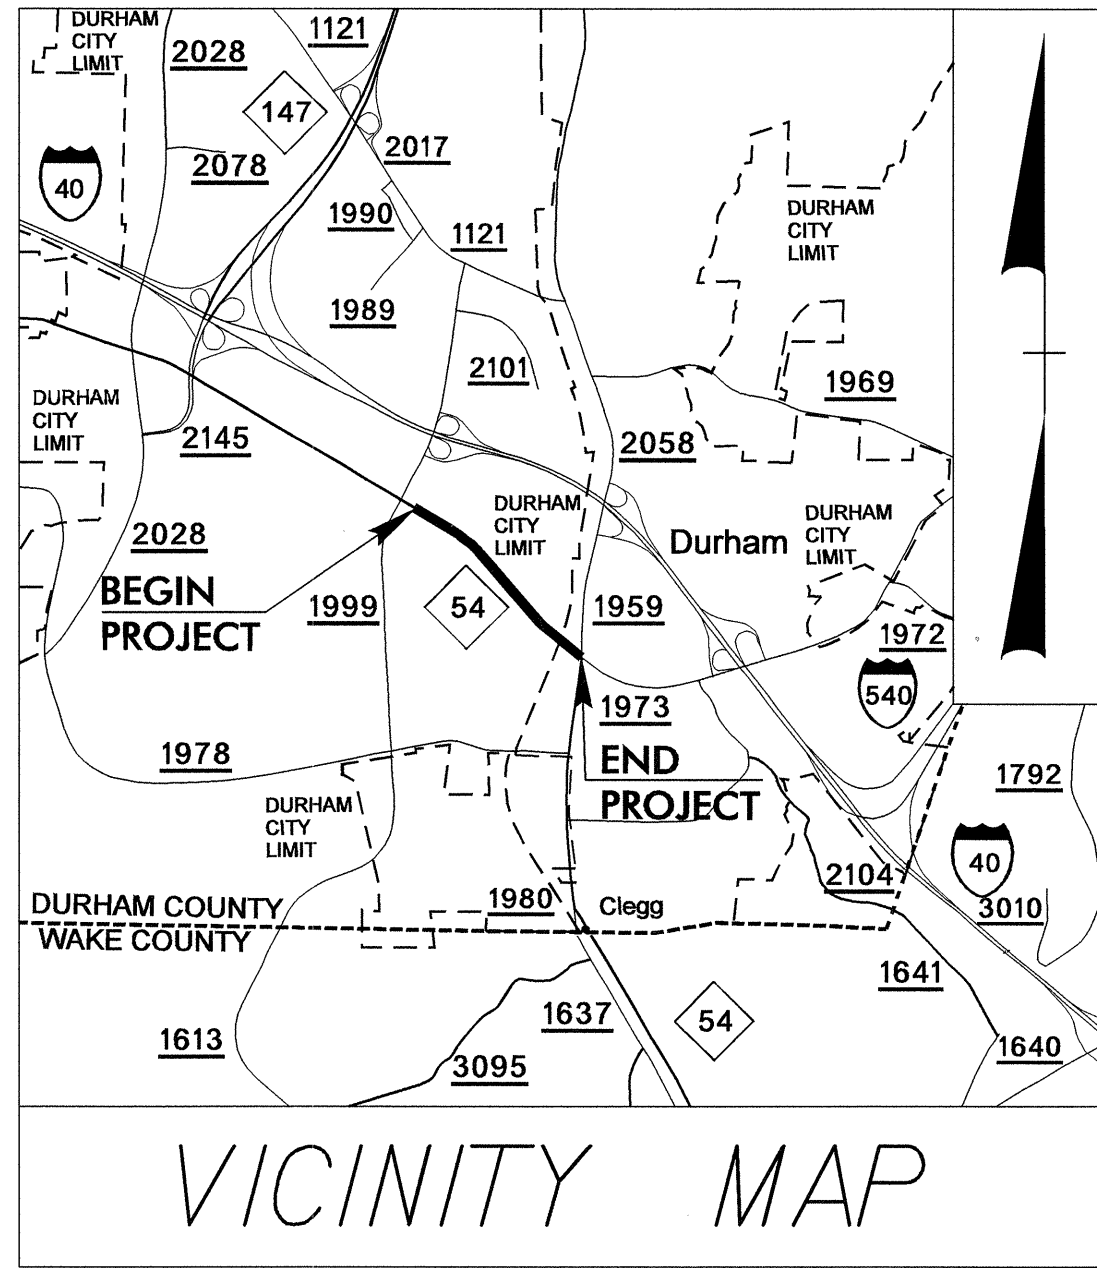 DURHAM
CITY
LIMIT
2028
1121
147
2017
2078
40
1990
1121
DURHAM
CITY
LIMIT
1989
2101
1969
DURHAM
CITY
LIMIT
2145
2058
DURHAM
CITY
LIMIT
DURHAM
CITY
LIMIT
2028
Durham
BEGIN
PROJECT
1999
54
1959
1972
540
1973
END
PROJECT
1978
1792
DURHAM
CITY
LIMIT
40
2104
1980
Clegg
3010
DURHAM COUNTY
WAKE COUNTY
1641
1637
54
1613
1640
3095
VICINITY MAP